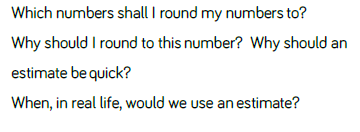 Which numbers shall I round my numbers to?
Why should I round to this number? Why should an
estimate be quick?
When, in real life, would we use an estimate?